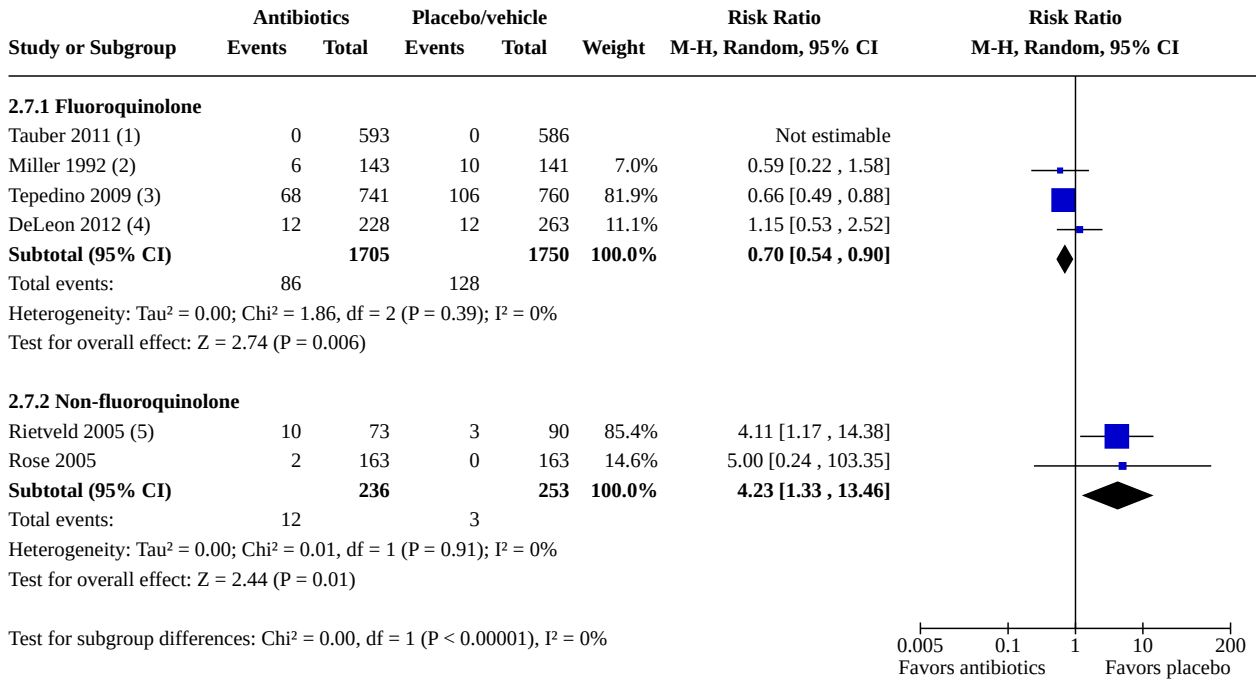 Antibiotics Placebo/vehicle Risk Ratio Risk Ratio
Study or Subgroup Events Total Events Total Weight M-H, Random, 95% CI M-H, Random, 95% CI
2.7.1 Fluoroquinolone
Tauber 2011 (1) 0 593 0 586 Not estimable
Miller 1992 (2) 6 143 10 141 7.0% 0.59 [0.22 , 1.58]
Tepedino 2009 (3) 68 741 106 760 81.9% 0.66 [0.49 , 0.88]
DeLeon 2012 (4) 12 228 12 263 11.1% 1.15 [0.53 , 2.52]
Subtotal (95% CI) 1705 1750 100.0% 0.70 [0.54 , 0.90]
Total events: 86 128
Heterogeneity: Tau² = 0.00; Chi² = 1.86, df = 2 (P = 0.39); I² = 0%
Test for overall effect: Z = 2.74 (P = 0.006)
2.7.2 Non-fluoroquinolone
Rietveld 2005 (5) 10 73 3 90 85.4% 4.11 [1.17 , 14.38]
Rose 2005 2 163 0 163 14.6% 5.00 [0.24 , 103.35]
Subtotal (95% CI) 236 253 100.0% 4.23 [1.33 , 13.46]
Total events: 12 3
Heterogeneity: Tau² = 0.00; Chi² = 0.01, df = 1 (P = 0.91); I² = 0%
Test for overall effect: Z = 2.44 (P = 0.01)
Test for subgroup differences: Chi² = 0.00, df = 1 (P < 0.00001), I² = 0%
0.005 0.1 1 10 200
Favors antibiotics Favors placebo